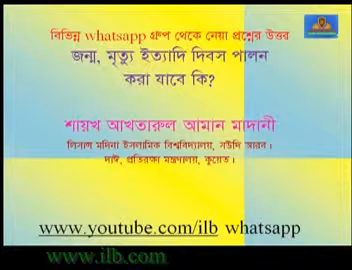 বিভিন্ন whatsapp গ্রুপ থেকে নেয়া প্রশ্নের উত্তর
জন্ম, মৃত্যু ইত্যাদি দিবস পালন
করা যাবে কি?
শায়খ আখতারুল আমান মাদানী
লিসান্স মদিনা ইসলামিক বিশ্ববিদ্যালয়, সউদি আরব।
দাঈ, প্রতিরক্ষা মন্ত্রণালয়, কুয়েত।
www.youtube.com/ilb whatsapp
www.ilb.com